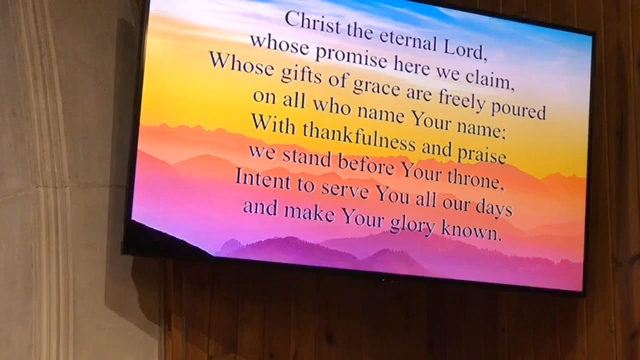 Christ the eternal Lord,
whose promise here we claim,
Whose gifts of grace are freely poured
on all who name Your name;
With thankfulness and praise
we stand before Your throne,
Intent to serve You all our days
and make Your glory known.